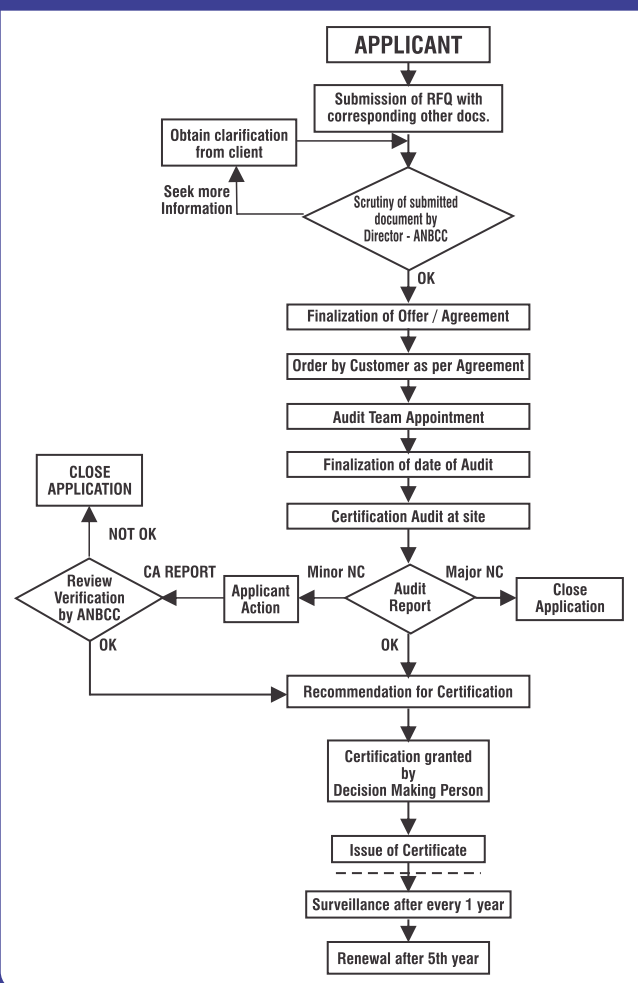 APPLICANT
Submission of RFQ with
corresponding other docs.
Obtain clarification
from client
Seek more
Information
Scrutiny of submitted
document by
Director - ANBCC
OK
Finalization of Offer / Agreement
Order by Customer as per Agreement
Audit Team Appointment
Finalization of date of Audit
Certification Audit at site
CLOSE
APPLICATION
NOT OK
Review
Verification
by ANBCC
CA REPORT
Applicant
Action
Minor NC
Audit
Report
Major NC
Close
Application
OK
OK
Recommendation for Certification
Certification granted
by
Decision Making Person
Issue of Certificate
Surveillance after every 1 year
Renewal after 5th year